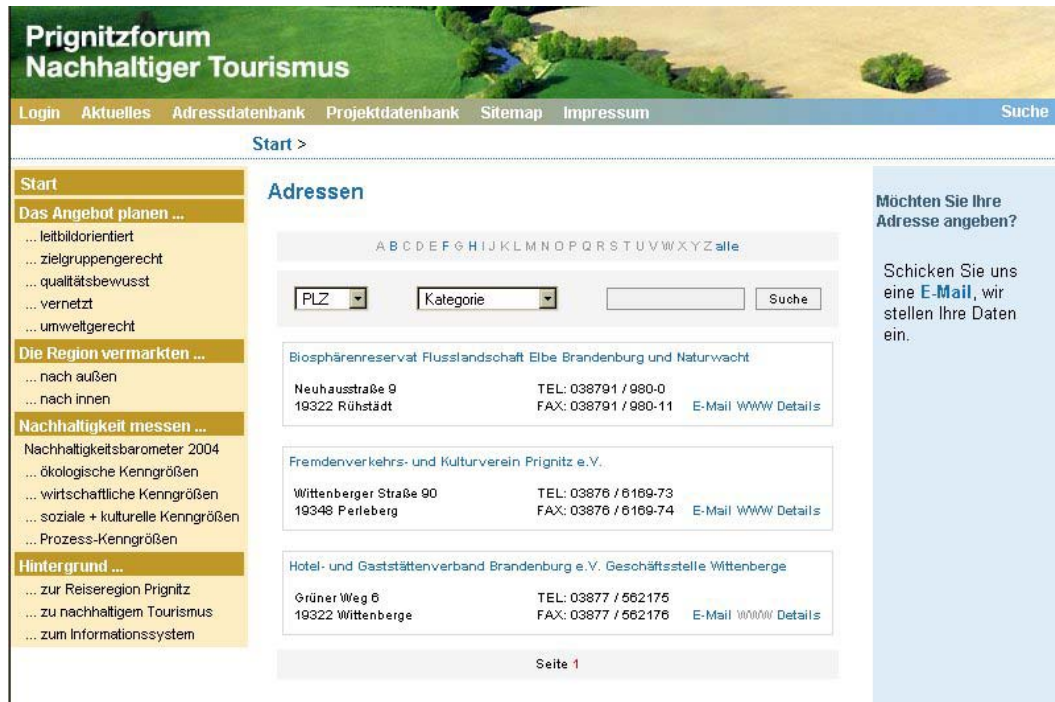 Prignitzforum
Nachhaltiger Tourismus
Login Aktuelles Adressdatenbank Projektdatenbank Sitemap Impressum Suche
Start >
Start
Das Angebot planen ...
... leitbildorientiert
... zielgruppengerecht
... qualitätsbewusst
... vernetzt
... umweltgerecht
Die Region vermarkten ...
... nach außen
... nach innen
Nachhaltigkeit messen ...
Nachhaltigkeitsbarometer 2004
... ökologische Kenngrößen
... wirtschaftliche Kenngrößen
... soziale + kulturelle Kenngrößen
... Prozess-Kenngrößen
Hintergrund ...
... zur Reiseregion Prignitz
... zu nachhaltigem Tourismus
... zum Informationssystem
Adressen
A B C D E F G H I J K L M N O P Q R S T U V W X Y Z alle
PLZ Kategorie Suche
Biosphärenreservat Flusslandschaft Elbe Brandenburg und Naturwacht
Neuhausstraße 9 TEL: 038791 / 980-0
19322 Rühstädt FAX: 038791 / 980-11 E-Mail WWW Details
Fremdenverkehrs- und Kulturverein Prignitz e.V.
Wittenberger Straße 90 TEL: 03876 / 6169-73
19348 Perleberg FAX: 03876 / 6169-74 E-Mail WWW Details
Hotel- und Gaststättenverband Brandenburg e.V. Geschäftsstelle Wittenberge
Grüner Weg 6 TEL: 03877 / 562175
19322 Wittenberge FAX: 03877 / 562176 E-Mail WWW Details
Seite 1
Möchten Sie Ihre
Adresse angeben?
Schicken Sie uns
eine E-Mail, wir
stellen Ihre Daten
ein.